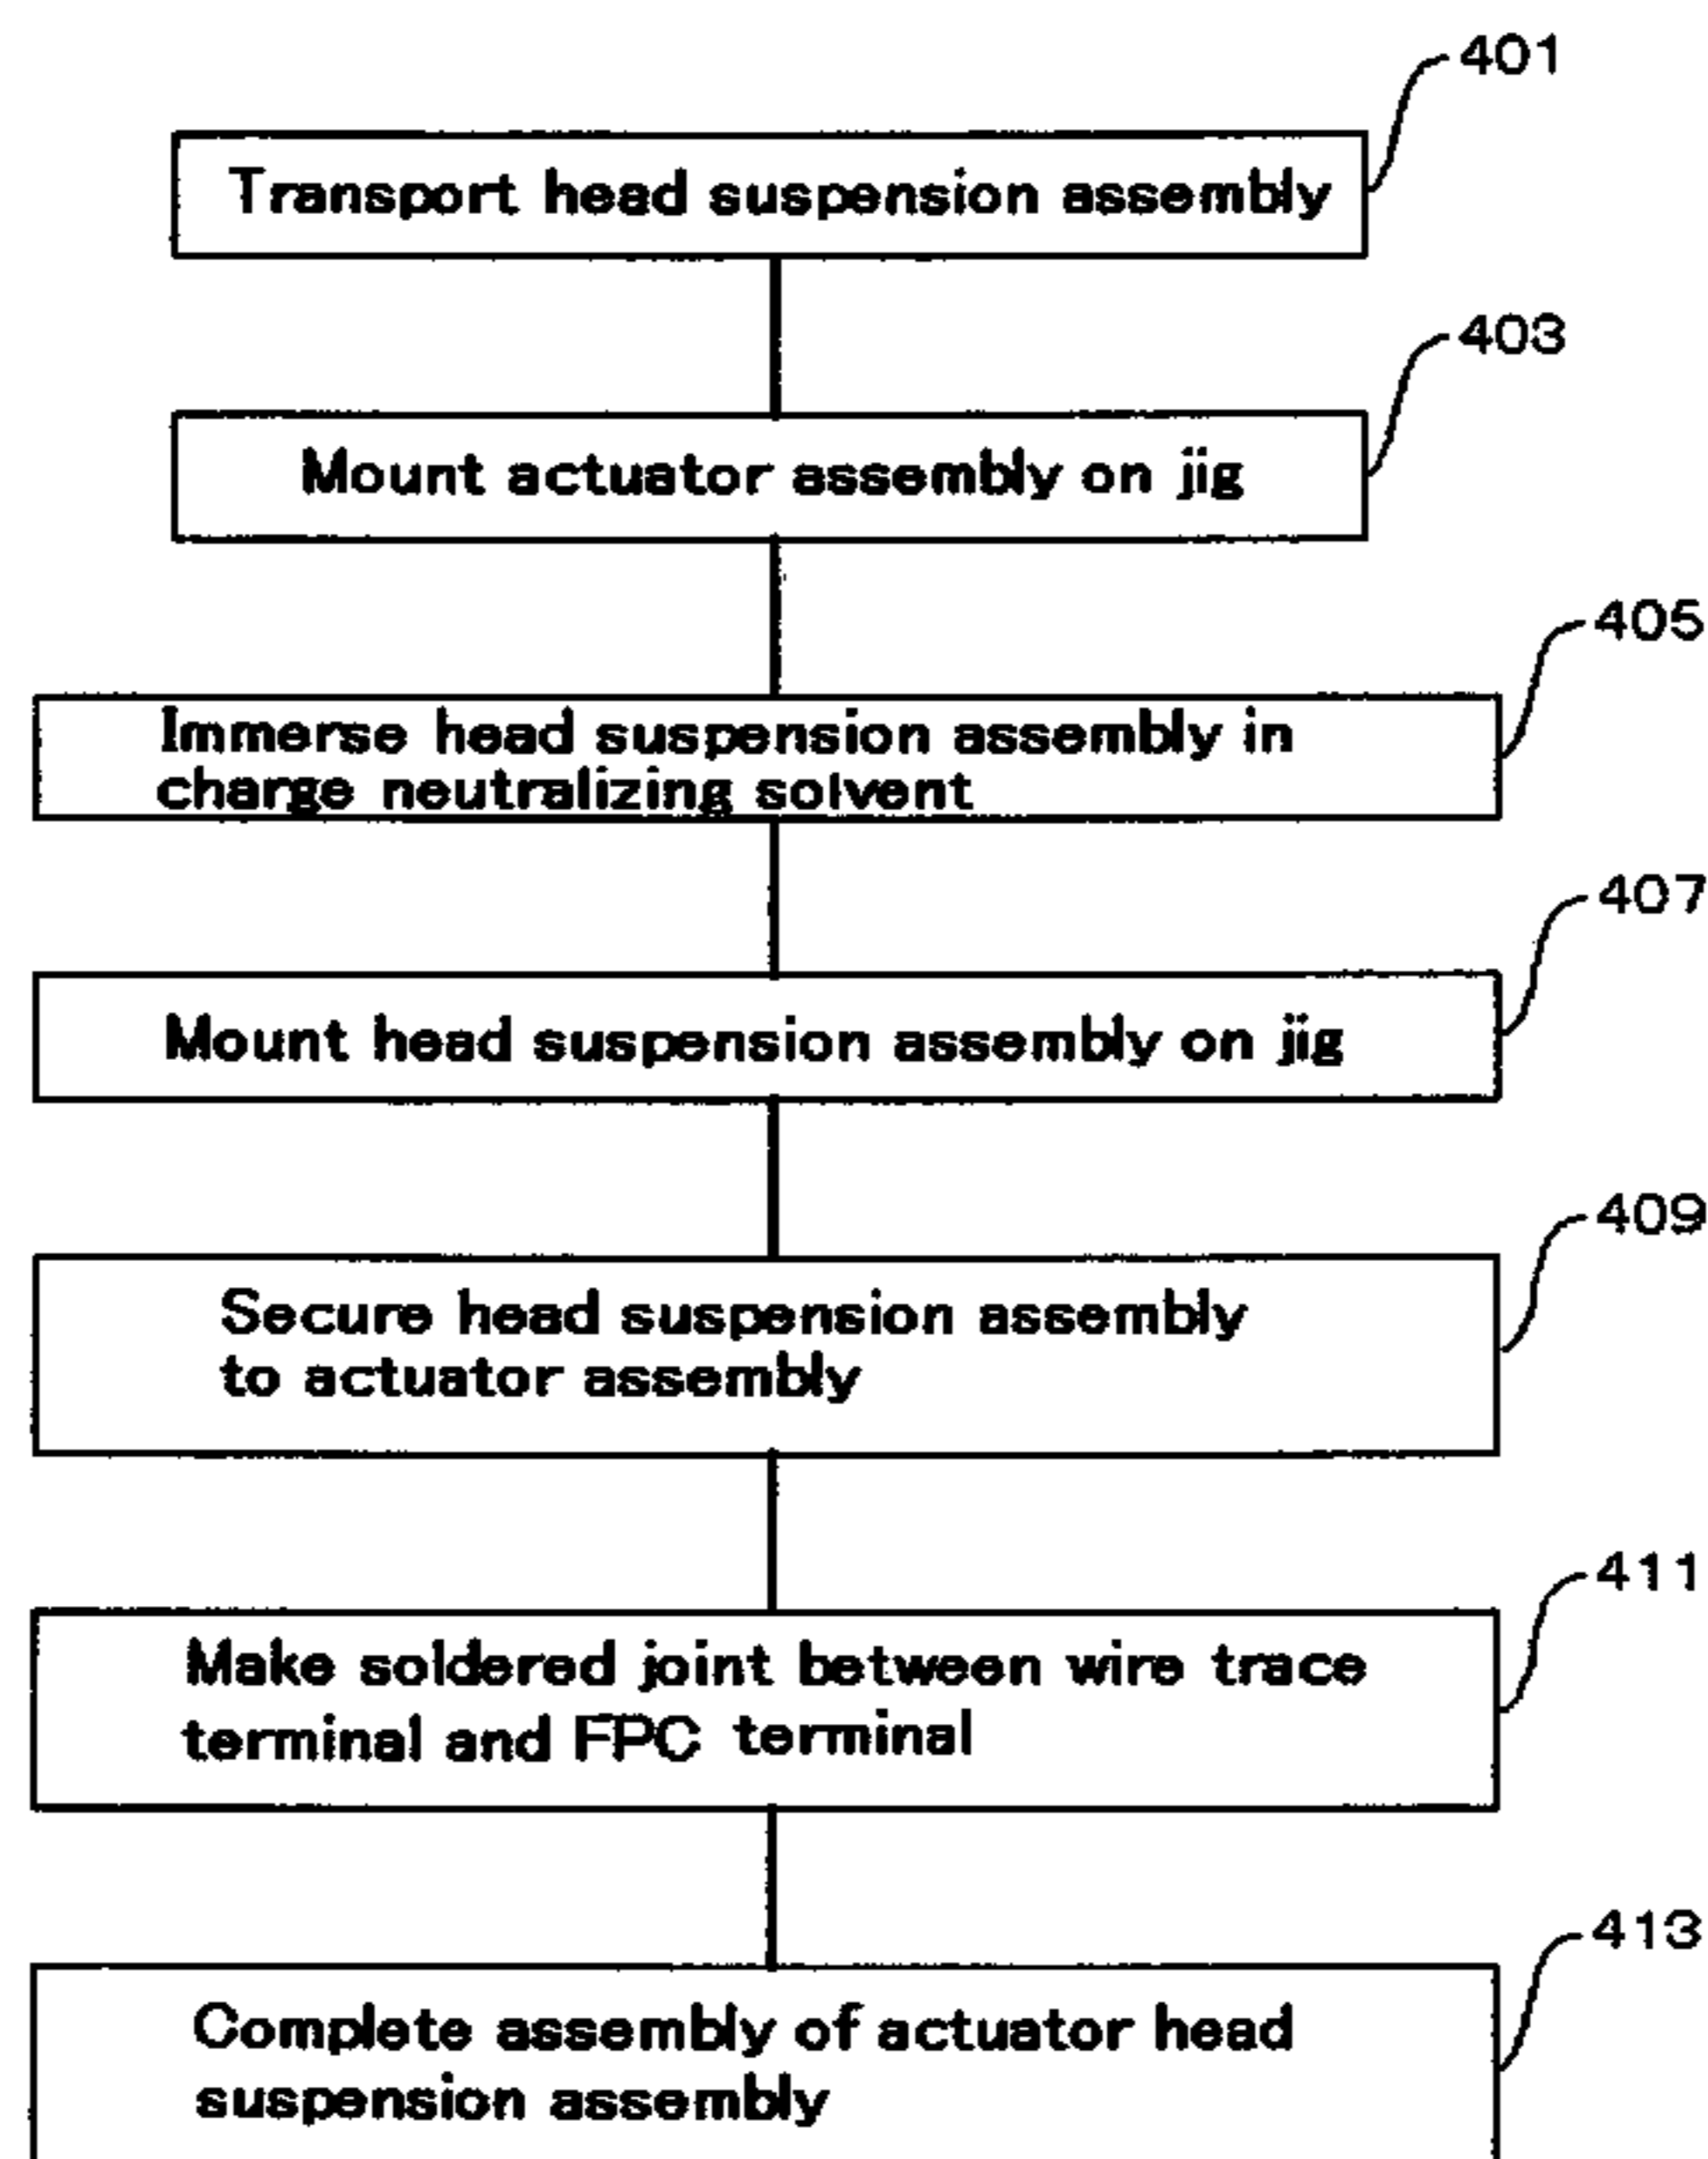 401
Transport head suspension assembly
403
Mount actuator assembly on jig
405
Immerse head suspension assembly in
charge neutralizing solvent
407
Mount head suspension assembly on jig
409
Secure head suspension assembly
to actuator assembly
411
Make soldered joint between wire trace
terminal and FPC terminal
413
Complete assembly of actuator head
suspension assembly